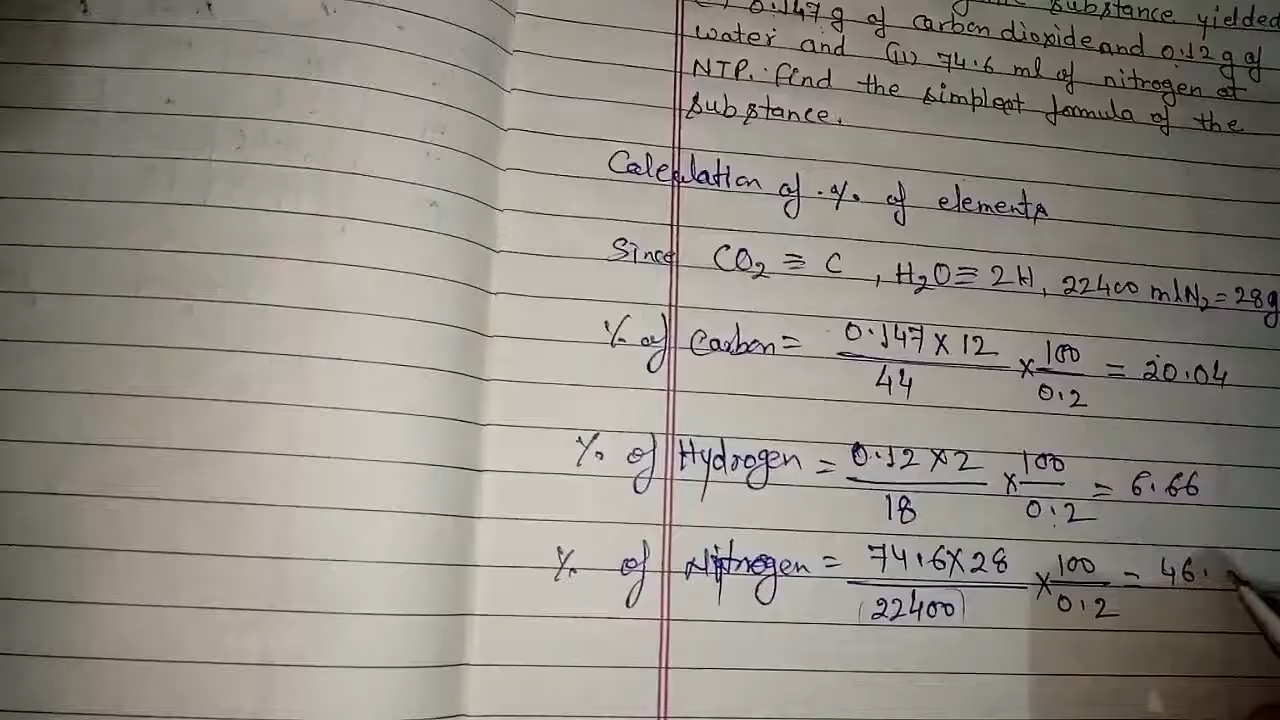 substance yielded
0.147 g of carbon dioxide and 0.12 g of
water and (ii) 74.6 ml of nitrogen at
NTP. find the simplest formula of the
substance.
Calculation of % of elements
Since CO₂ ≡ C , H₂O ≡ 2H, 22400 ml N₂ = 28g
% of Carbon = 0.147 × 12 / 44 × 100 / 0.2 = 20.04
% of Hydrogen = 0.12 × 2 / 18 × 100 / 0.2 = 6.66
% of Nitrogen = 74.6 × 28 / 22400 × 100 / 0.2 = 46.